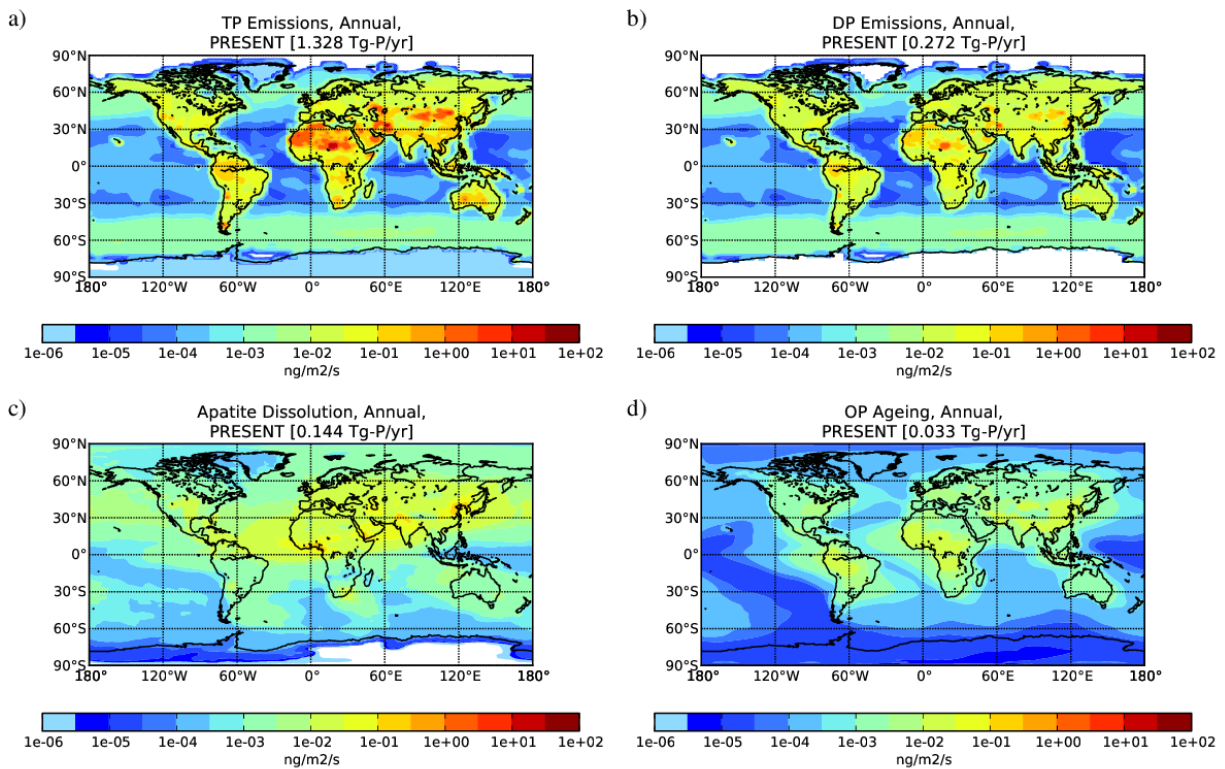 a)
TP Emissions, Annual,
PRESENT [1.328 Tg-P/yr]
90°N
60°N
30°N
0°
30°S
60°S
90°S
180° 120°W 60°W 0° 60°E 120°E 180°
1e-06 1e-05 1e-04 1e-03 1e-02 1e-01 1e+00 1e+01 1e+02
ng/m2/s
b)
DP Emissions, Annual,
PRESENT [0.272 Tg-P/yr]
90°N
60°N
30°N
0°
30°S
60°S
90°S
180° 120°W 60°W 0° 60°E 120°E 180°
1e-06 1e-05 1e-04 1e-03 1e-02 1e-01 1e+00 1e+01 1e+02
ng/m2/s
c)
Apatite Dissolution, Annual,
PRESENT [0.144 Tg-P/yr]
90°N
60°N
30°N
0°
30°S
60°S
90°S
180° 120°W 60°W 0° 60°E 120°E 180°
1e-06 1e-05 1e-04 1e-03 1e-02 1e-01 1e+00 1e+01 1e+02
ng/m2/s
d)
OP Ageing, Annual,
PRESENT [0.033 Tg-P/yr]
90°N
60°N
30°N
0°
30°S
60°S
90°S
180° 120°W 60°W 0° 60°E 120°E 180°
1e-06 1e-05 1e-04 1e-03 1e-02 1e-01 1e+00 1e+01 1e+02
ng/m2/s